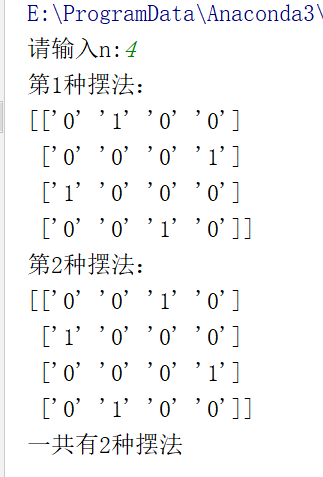 E:\ProgramData\Anaconda3\
请输入n:4
第1种摆法:
[['0' '1' '0' '0']
['0' '0' '0' '1']
['1' '0' '0' '0']
['0' '0' '1' '0']]
第2种摆法:
[['0' '0' '1' '0']
['1' '0' '0' '0']
['0' '0' '0' '1']
['0' '1' '0' '0']]
一共有2种摆法